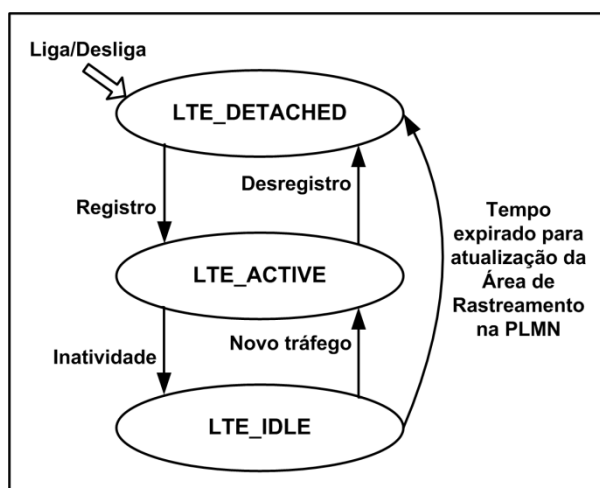 Liga/Desliga
LTE_DETACHED
Desregistro
Registro
Tempo
expirado para
atualização da
Área de
Rastreamento
na PLMN
LTE_ACTIVE
Novo tráfego
Inatividade
LTE_IDLE